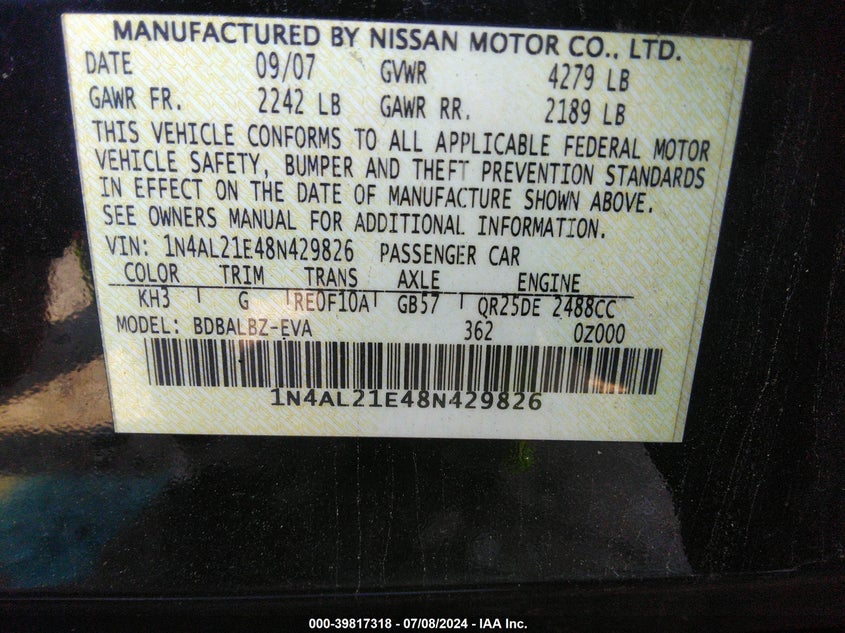 MANUFACTURED BY NISSAN MOTOR CO., LTD.
DATE 09/07 GVWR 4279 LB
GAWR FR. 2242 LB GAWR RR. 2189 LB
THIS VEHICLE CONFORMS TO ALL APPLICABLE FEDERAL MOTOR
VEHICLE SAFETY, BUMPER AND THEFT PREVENTION STANDARDS
IN EFFECT ON THE DATE OF MANUFACTURE SHOWN ABOVE.
SEE OWNERS MANUAL FOR ADDITIONAL INFORMATION.
VIN: 1N4AL21E48N429826 PASSENGER CAR
COLOR TRIM TRANS AXLE ENGINE
KH3 G RE0F10A GB57 QR25DE 2488CC
MODEL: BDBALBZ-EVA 362 0Z000
1N4AL21E48N429826
000-39817318 - 07/08/2024 - IAA Inc.